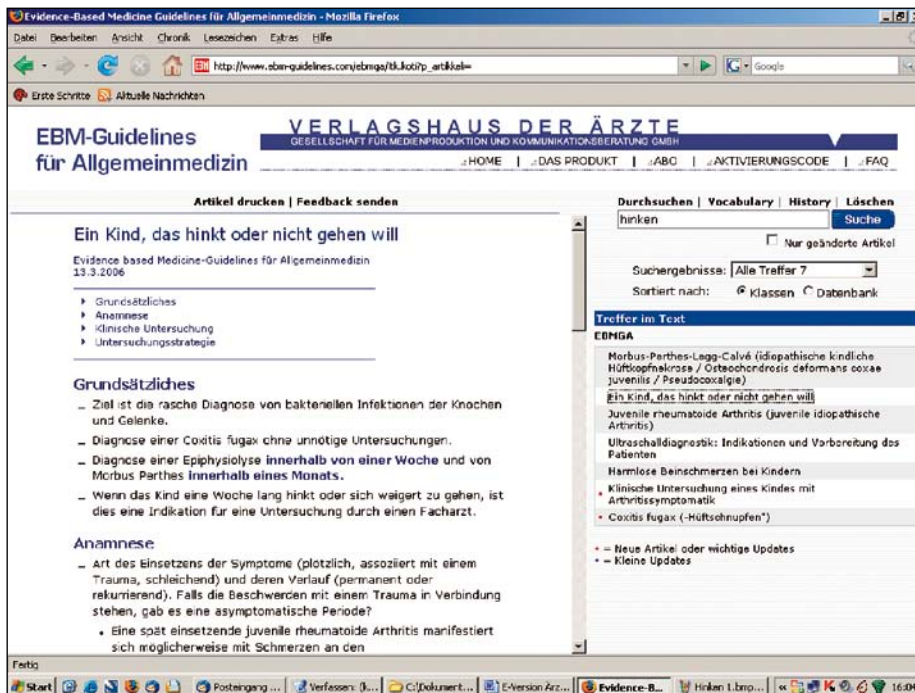 Evidence-Based Medicine Guidelines für Allgemeinmedizin - Mozilla Firefox
Datei Bearbeiten Ansicht Chronik Lesezeichen Extras Hilfe
http://www.ebm-guidelines.com/ebmga/ltk.koti?p_artikkel=
Google
Erste Schritte Aktuelle Nachrichten
EBM-Guidelines
für Allgemeinmedizin
VERLAGSHAUS DER ÄRZTE
GESELLSCHAFT FÜR MEDIENPRODUKTION UND KOMMUNIKATIONSBERATUNG GMBH
HOME | DAS PRODUKT | ABO | AKTIVIERUNGSCODE | FAQ
Artikel drucken | Feedback senden
Ein Kind, das hinkt oder nicht gehen will
Evidence based Medicine-Guidelines für Allgemeinmedizin
13.3.2006
Grundsätzliches
Anamnese
Klinische Untersuchung
Untersuchungsstrategie
Grundsätzliches
– Ziel ist die rasche Diagnose von bakteriellen Infektionen der Knochen
und Gelenke.
– Diagnose einer Coxitis fugax ohne unnötige Untersuchungen.
– Diagnose einer Epiphysiolyse innerhalb von einer Woche und von
Morbus Perthes innerhalb eines Monats.
– Wenn das Kind eine Woche lang hinkt oder sich weigert zu gehen, ist
dies eine Indikation für eine Untersuchung durch einen Facharzt.
Anamnese
– Art des Einsetzens der Symptome (plötzlich, assoziiert mit einem
Trauma, schleichend) und deren Verlauf (permanent oder
rekurrierend). Falls die Beschwerden mit einem Trauma in Verbindung
stehen, gab es eine asymptomatische Periode?
• Eine spät einsetzende juvenile rheumatoide Arthritis manifestiert
sich möglicherweise mit Schmerzen an den
Durchsuchen | Vocabulary | History | Löschen
hinken Suche
Nur geänderte Artikel
Suchergebnisse: Alle Treffer 7
Sortiert nach: Klassen Datenbank
Treffer im Text
EBMGA
Morbus-Perthes-Legg-Calvé (idiopathische kindliche
Hüftkopfnekrose / Osteochondrosis deformans coxae
juvenilis / Pseudocoxalgie)
Ein Kind, das hinkt oder nicht gehen will
Juvenile rheumatoide Arthritis (juvenile idiopathische
Arthritis)
Ultraschalldiagnostik: Indikationen und Vorbereitung des
Patienten
Harmlose Beinschmerzen bei Kindern
• Klinische Untersuchung eines Kindes mit
Arthritissymptomatik
• Coxitis fugax („Hüftschnupfen")
• = Neue Artikel oder wichtige Updates
• = Kleine Updates
Fertig
Start Posteingang ... Verfassen: (k... C:\Dokument... E-Version Ärz... Evidence-B... Hinken 1.bmp... 16:0